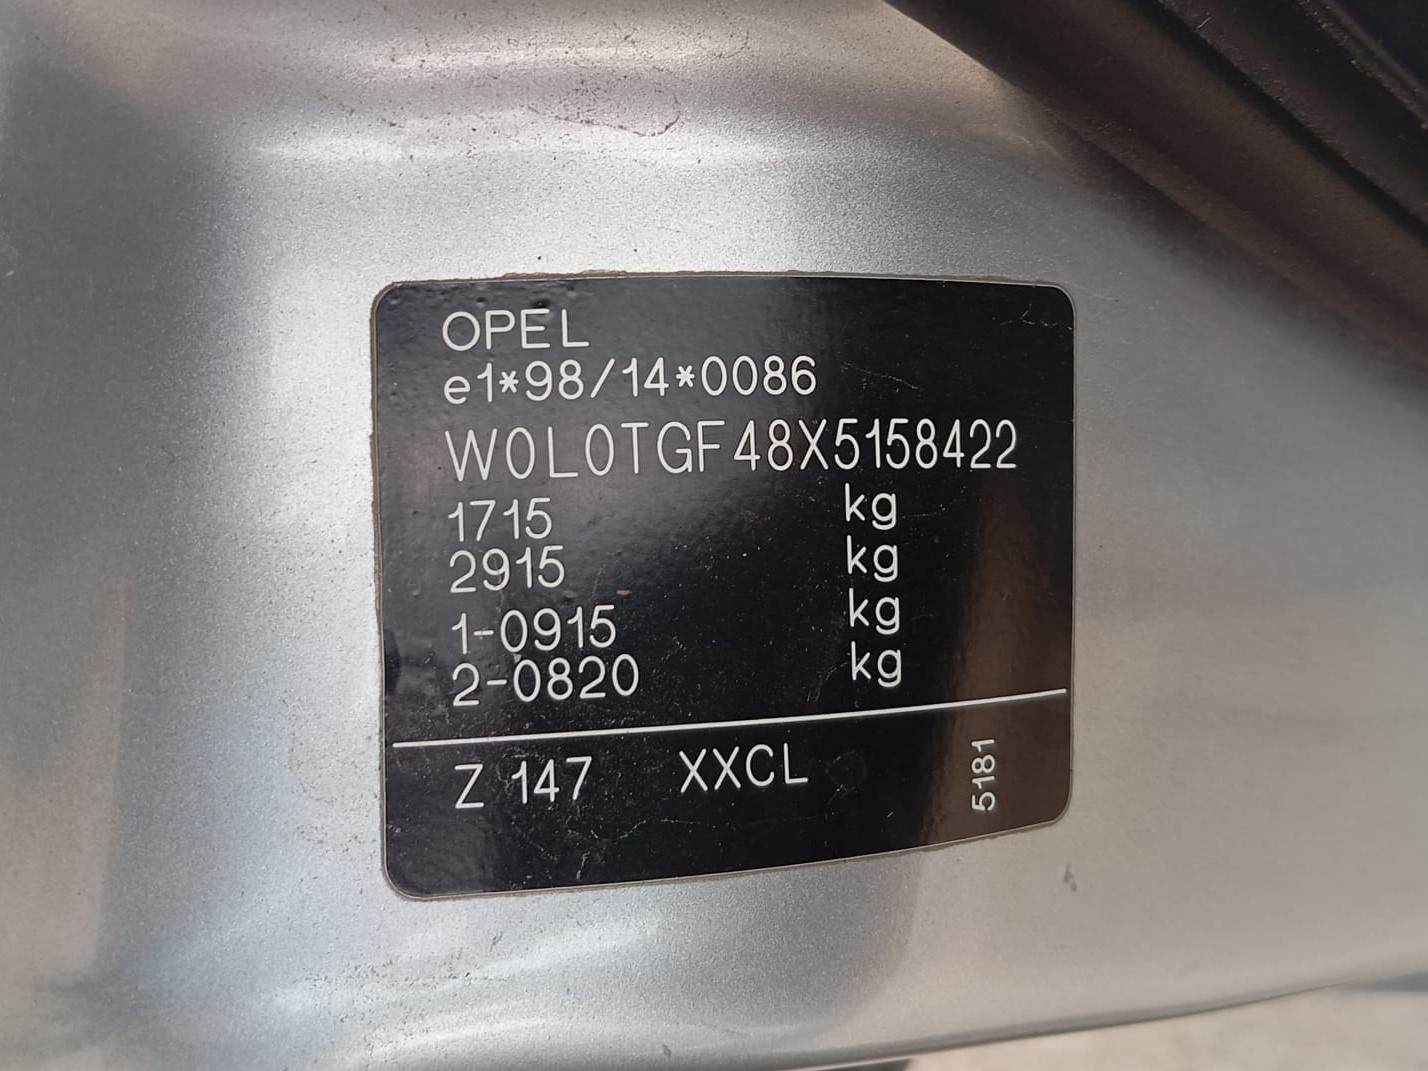 OPEL
e1*98/14*0086
W0L0TGF48X5158422
1715 kg
2915 kg
1-0915 kg
2-0820 kg
Z 147 XXCL
5181